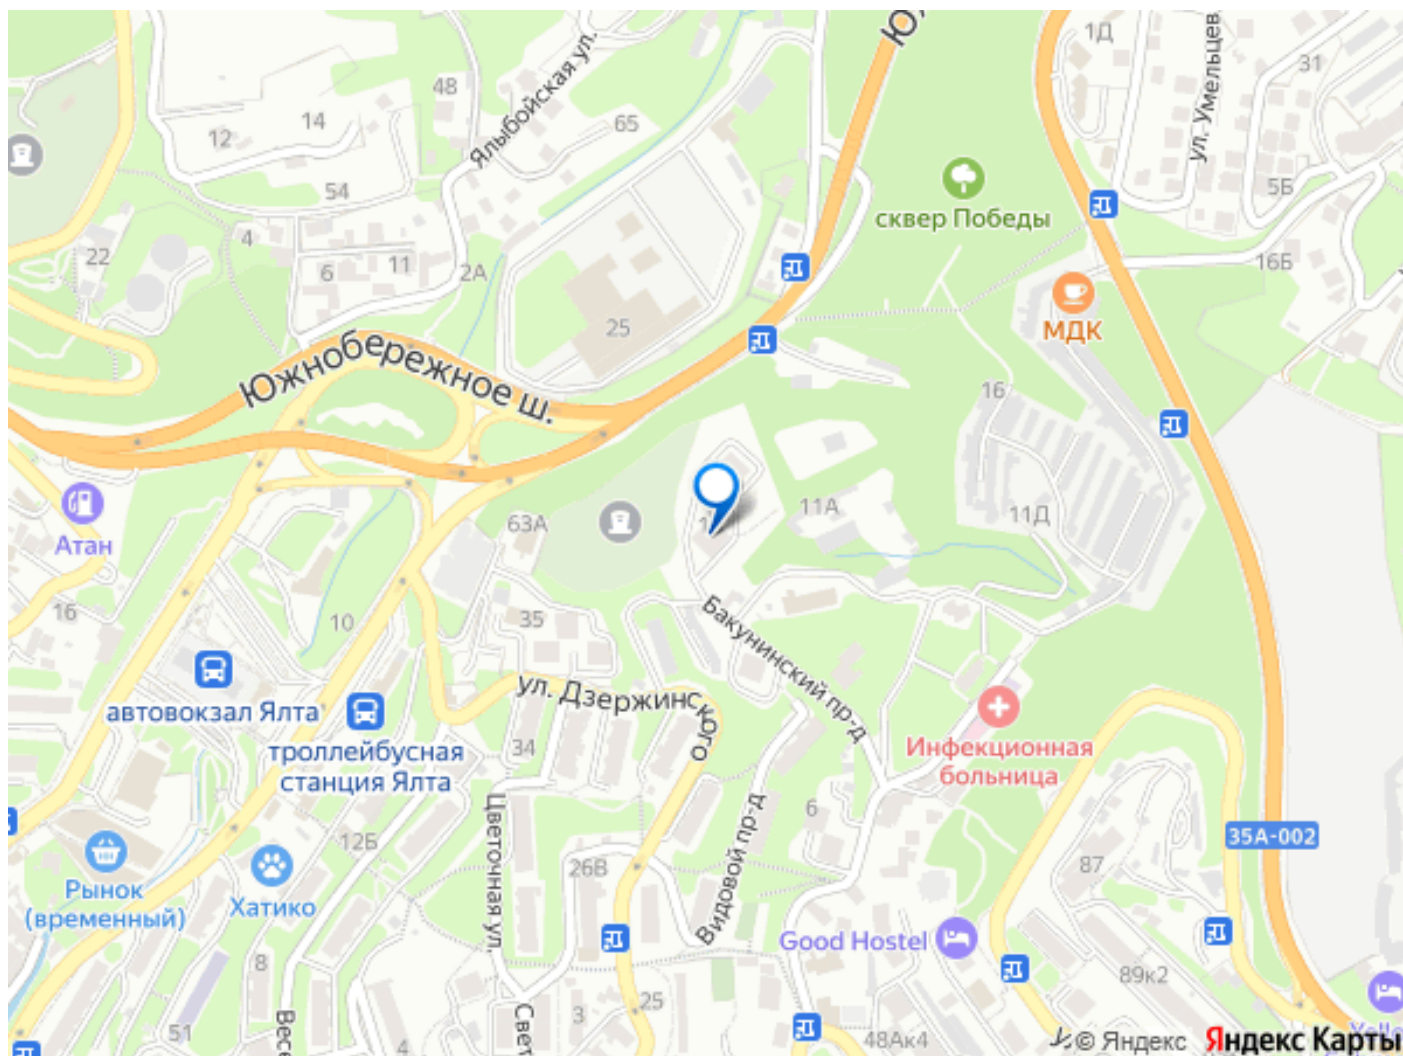 Ю
1Д
31
ул. Умельцев
48
Ялыбойская ул.
14
12
65
54
5Б
сквер Победы
4
22
11
6
2А
16Б
МДК
25
Южнобережное ш.
16
11А
11Д
63А
Атан
16
10
35
Бакунинский пр-д
автовокзал Ялта
ул. Дзержинского
троллейбусная
станция Ялта
34
Инфекционная
больница
Цветочная ул.
Видовой пр-д
6
12Б
35А-002
87
26В
Рынок
(временный)
Хатико
Good Hostel
8
89к2
25
3
51
4
48Ак4
© Яндекс Яндекс Карты